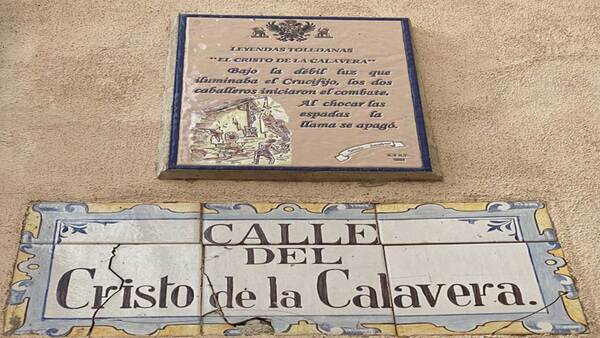 LEYENDAS TOLEDANAS
"EL CRISTO DE LA CALAVERA"
Bajo la débil luz que
iluminaba el Crucifijo, los dos
caballeros iniciaron el combate.
Al chocar las
espadas la
llama se apagó.
CALLE
DEL
Cristo de la Calavera.